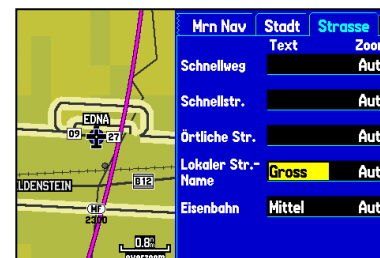 Mrn Nav Stadt Strasse
Text Zoom
Schnellweg Aut
Schnellstr. Aut
Örtliche Str. Aut
Lokaler Str.-
Name Gross Aut
Eisenbahn Mittel Aut
EDNA
09 27
LDENSTEIN
B12
MF
2300
0.8
overzoom